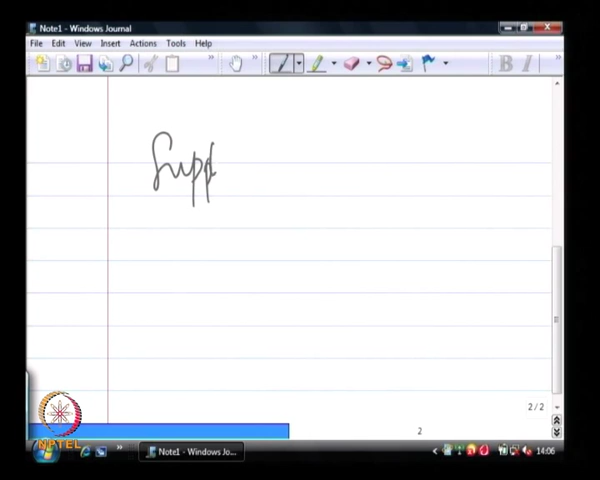 Note1 - Windows Journal
File Edit View Insert Actions Tools Help
B I
Supp
2 / 2
2
NPTEL
Note1 - Windows Jo...
14:06